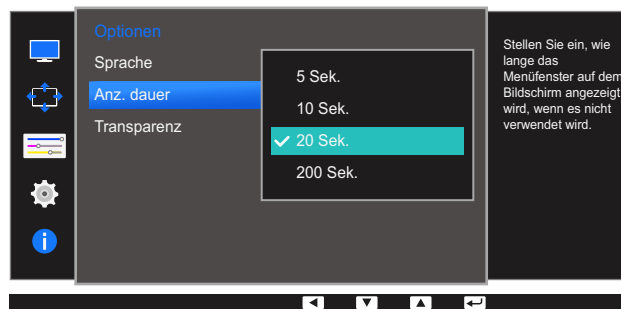 Optionen
Sprache
Anz. dauer
Transparenz
5 Sek.
10 Sek.
20 Sek.
200 Sek.
Stellen Sie ein, wie
lange das
Menüfenster auf dem
Bildschirm angezeigt
wird, wenn es nicht
verwendet wird.